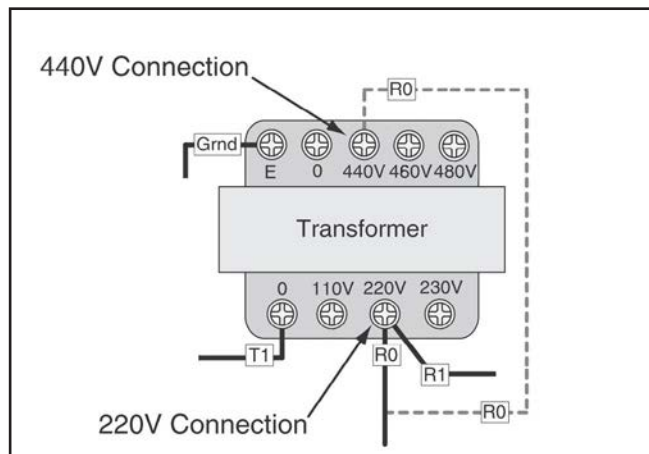 440V Connection
R0
Grnd
E 0 440V 460V 480V
Transformer
0 110V 220V 230V
T1 R0 R1
220V Connection
R0